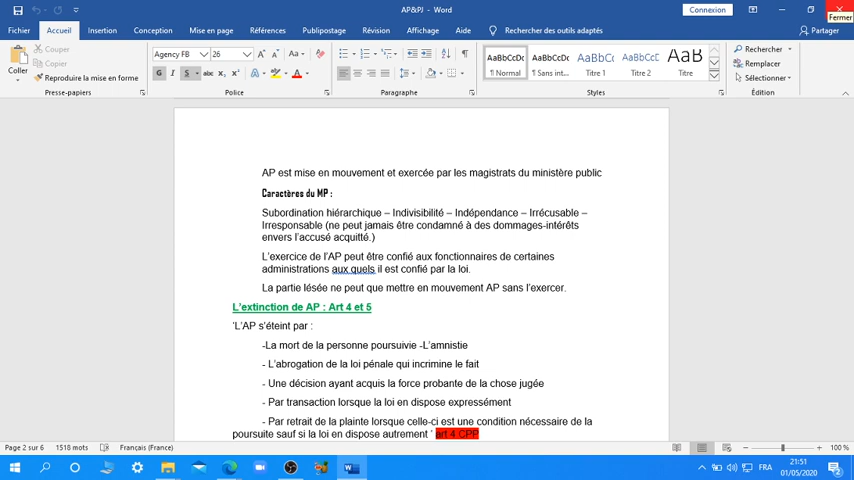 AP&PJ - Word
Connexion
Fermer
Fichier Accueil Insertion Conception Mise en page Références Publipostage Révision Affichage Aide Rechercher des outils adaptés Partager
Couper
Copier
Coller
Reproduire la mise en forme
Agency FB 26
AaBbCcDc AaBbCcDc AaBbCc AaBbCcDc AaB
¶ Normal ¶ Sans int... Titre 1 Titre 2 Titre
Rechercher
Remplacer
Sélectionner
Presse-papiers Police Paragraphe Styles Édition
AP est mise en mouvement et exercée par les magistrats du ministère public
Caractères du MP :
Subordination hiérarchique – Indivisibilité – Indépendance – Irrécusable –
Irresponsable (ne peut jamais être condamné à des dommages-intérêts
envers l’accusé acquitté.)
L’exercice de l’AP peut être confié aux fonctionnaires de certaines
administrations aux quels il est confié par la loi.
La partie lésée ne peut que mettre en mouvement AP sans l’exercer.
L’extinction de AP : Art 4 et 5
‘L’AP s’éteint par :
-La mort de la personne poursuivie -L’amnistie
- L’abrogation de la loi pénale qui incrimine le fait
- Une décision ayant acquis la force probante de la chose jugée
- Par transaction lorsque la loi en dispose expressément
- Par retrait de la plainte lorsque celle-ci est une condition nécessaire de la
poursuite sauf si la loi en dispose autrement ’ art 4 CPP
Page 2 sur 6 1518 mots Français (France) 100 %
FRA
21:51
01/05/2020
2